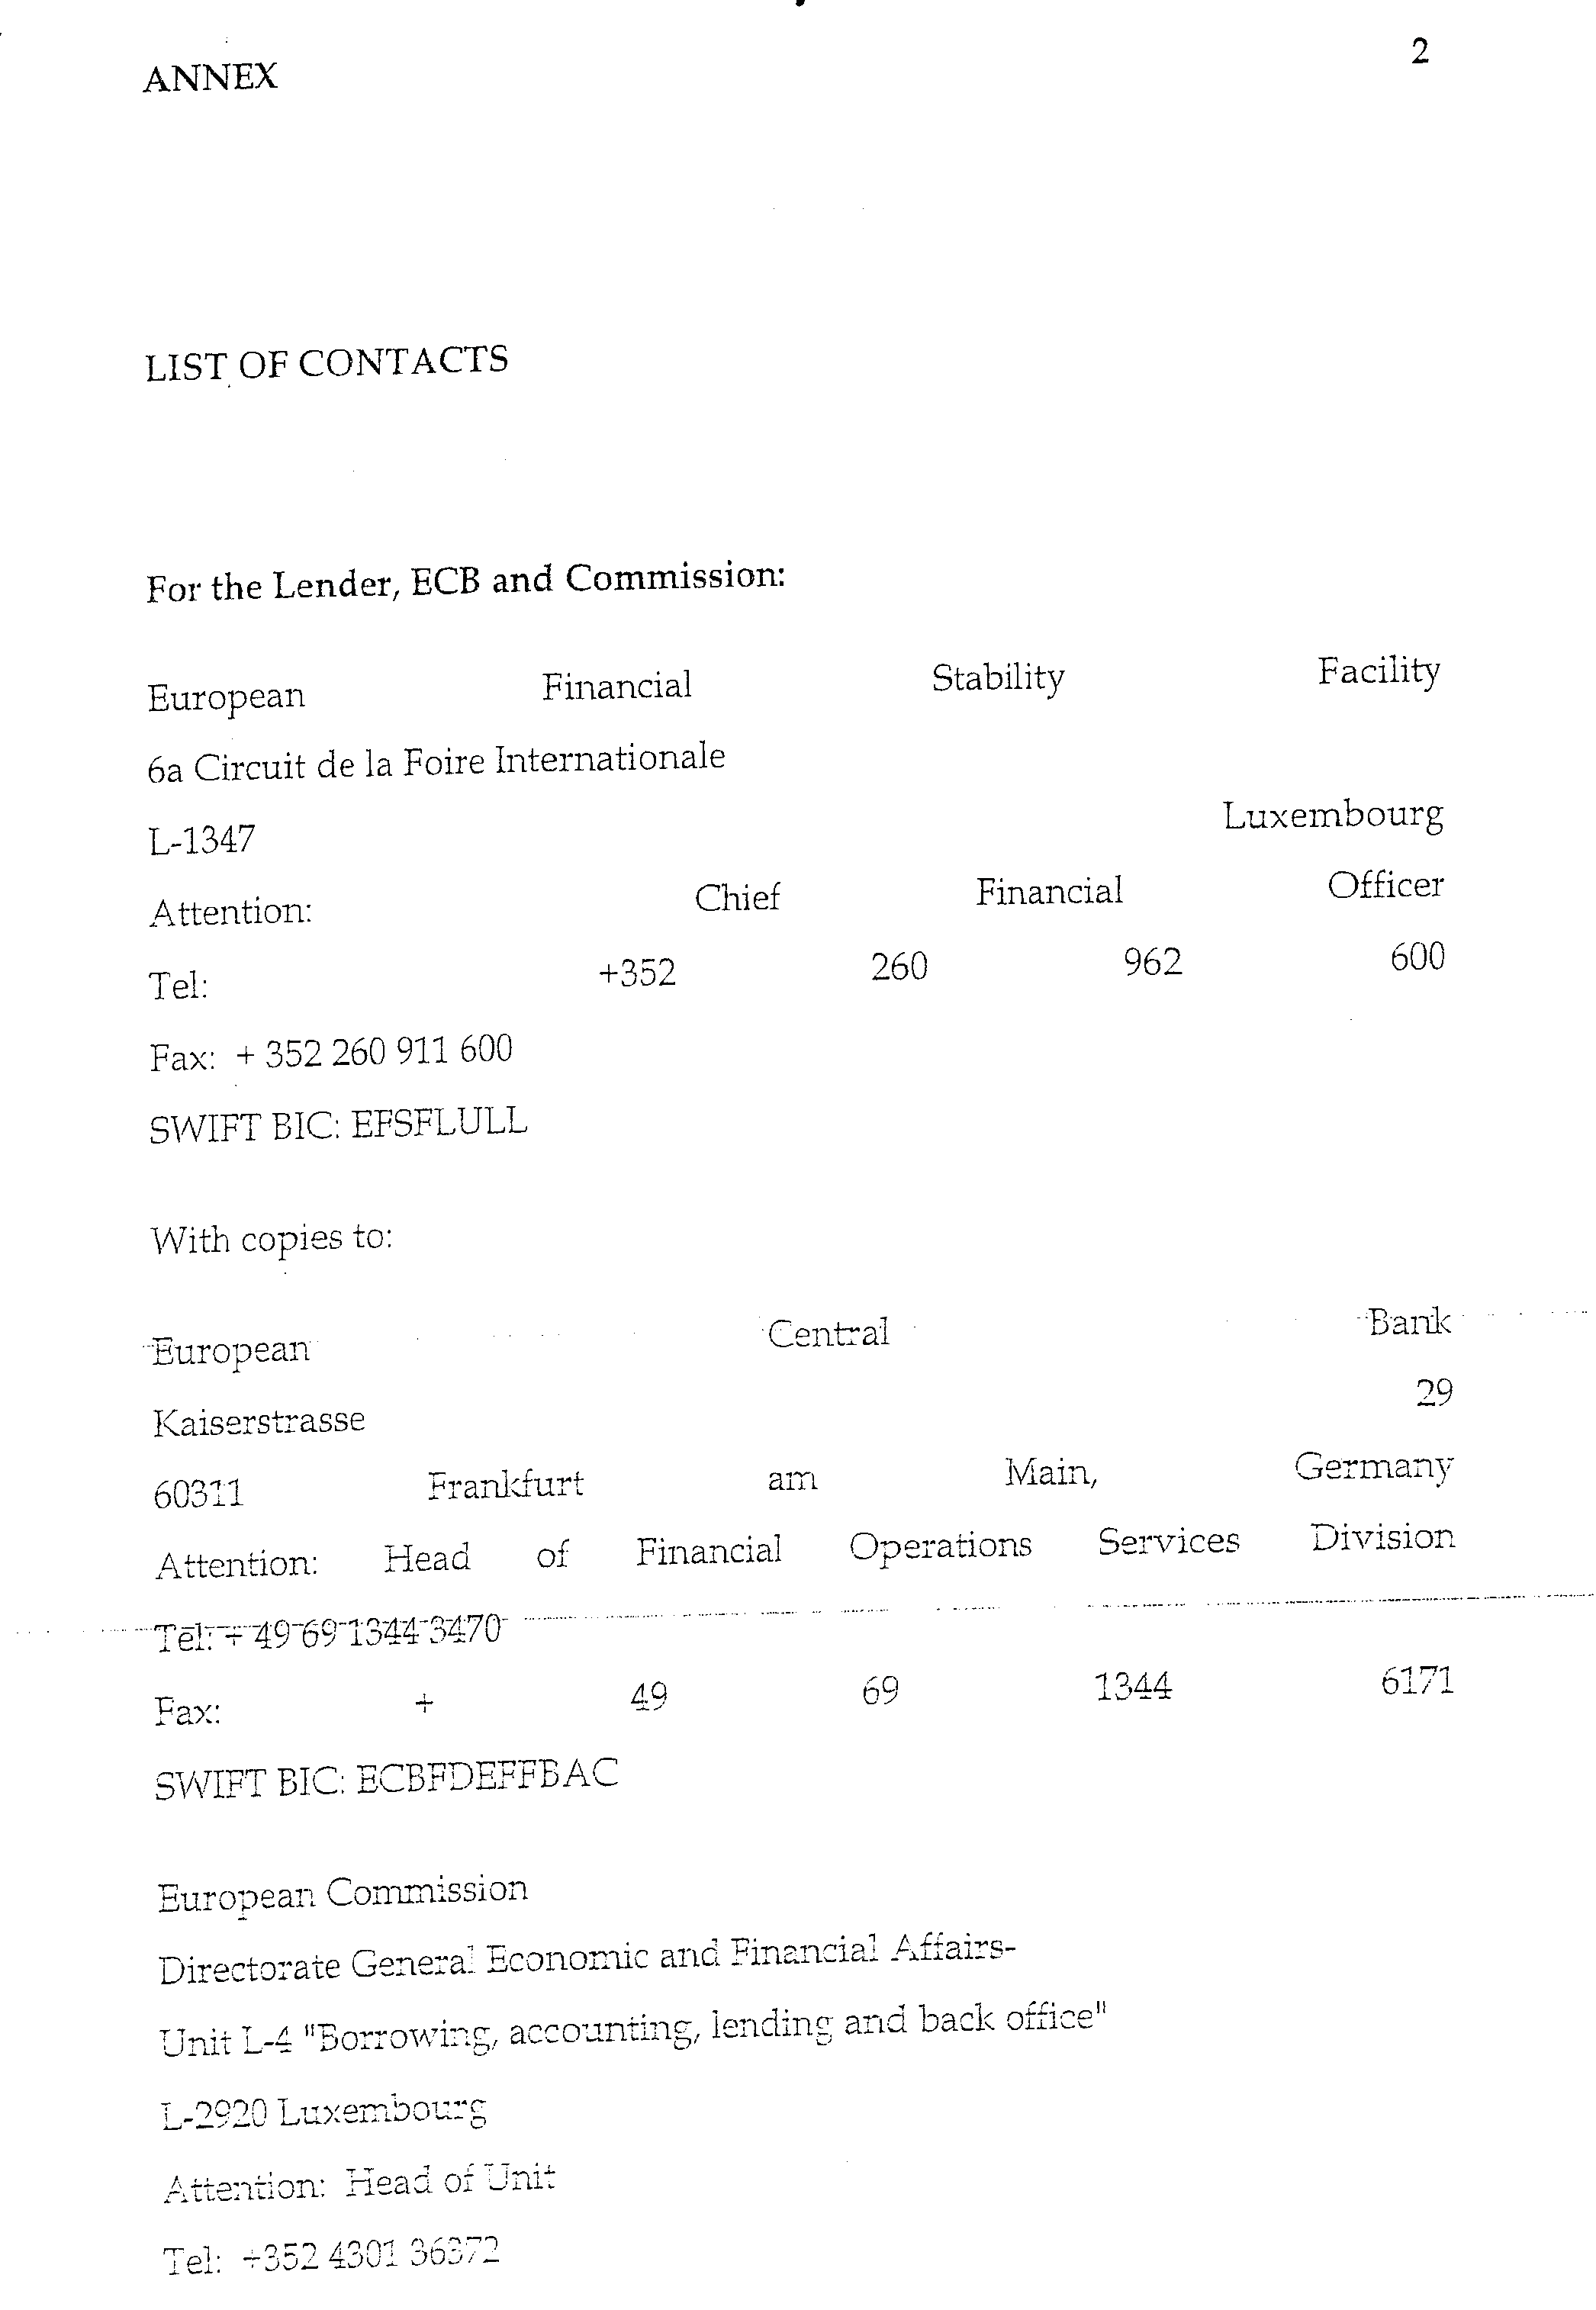 ANNEX 2
LIST OF CONTACTS
For the Lender, ECB and Commission:
European Financial Stability Facility
6a Circuit de la Foire Internationale
L-1347 Luxembourg
Attention: Chief Financial Officer
Tel: +352 260 962 600
Fax: + 352 260 911 600
SWIFT BIC: EFSFLULL
With copies to:
European Central Bank
Kaiserstrasse 29
60311 Frankfurt am Main, Germany
Attention: Head of Financial Operations Services Division
Tel: + 49 69 1344 3470
Fax: + 49 69 1344 6171
SWIFT BIC: ECBFDEFFBAC
European Commission
Directorate General Economic and Financial Affairs-
Unit L-4 "Borrowing, accounting, lending and back office"
L-2920 Luxembourg
Attention: Head of Unit
Tel: +352 4301 36372